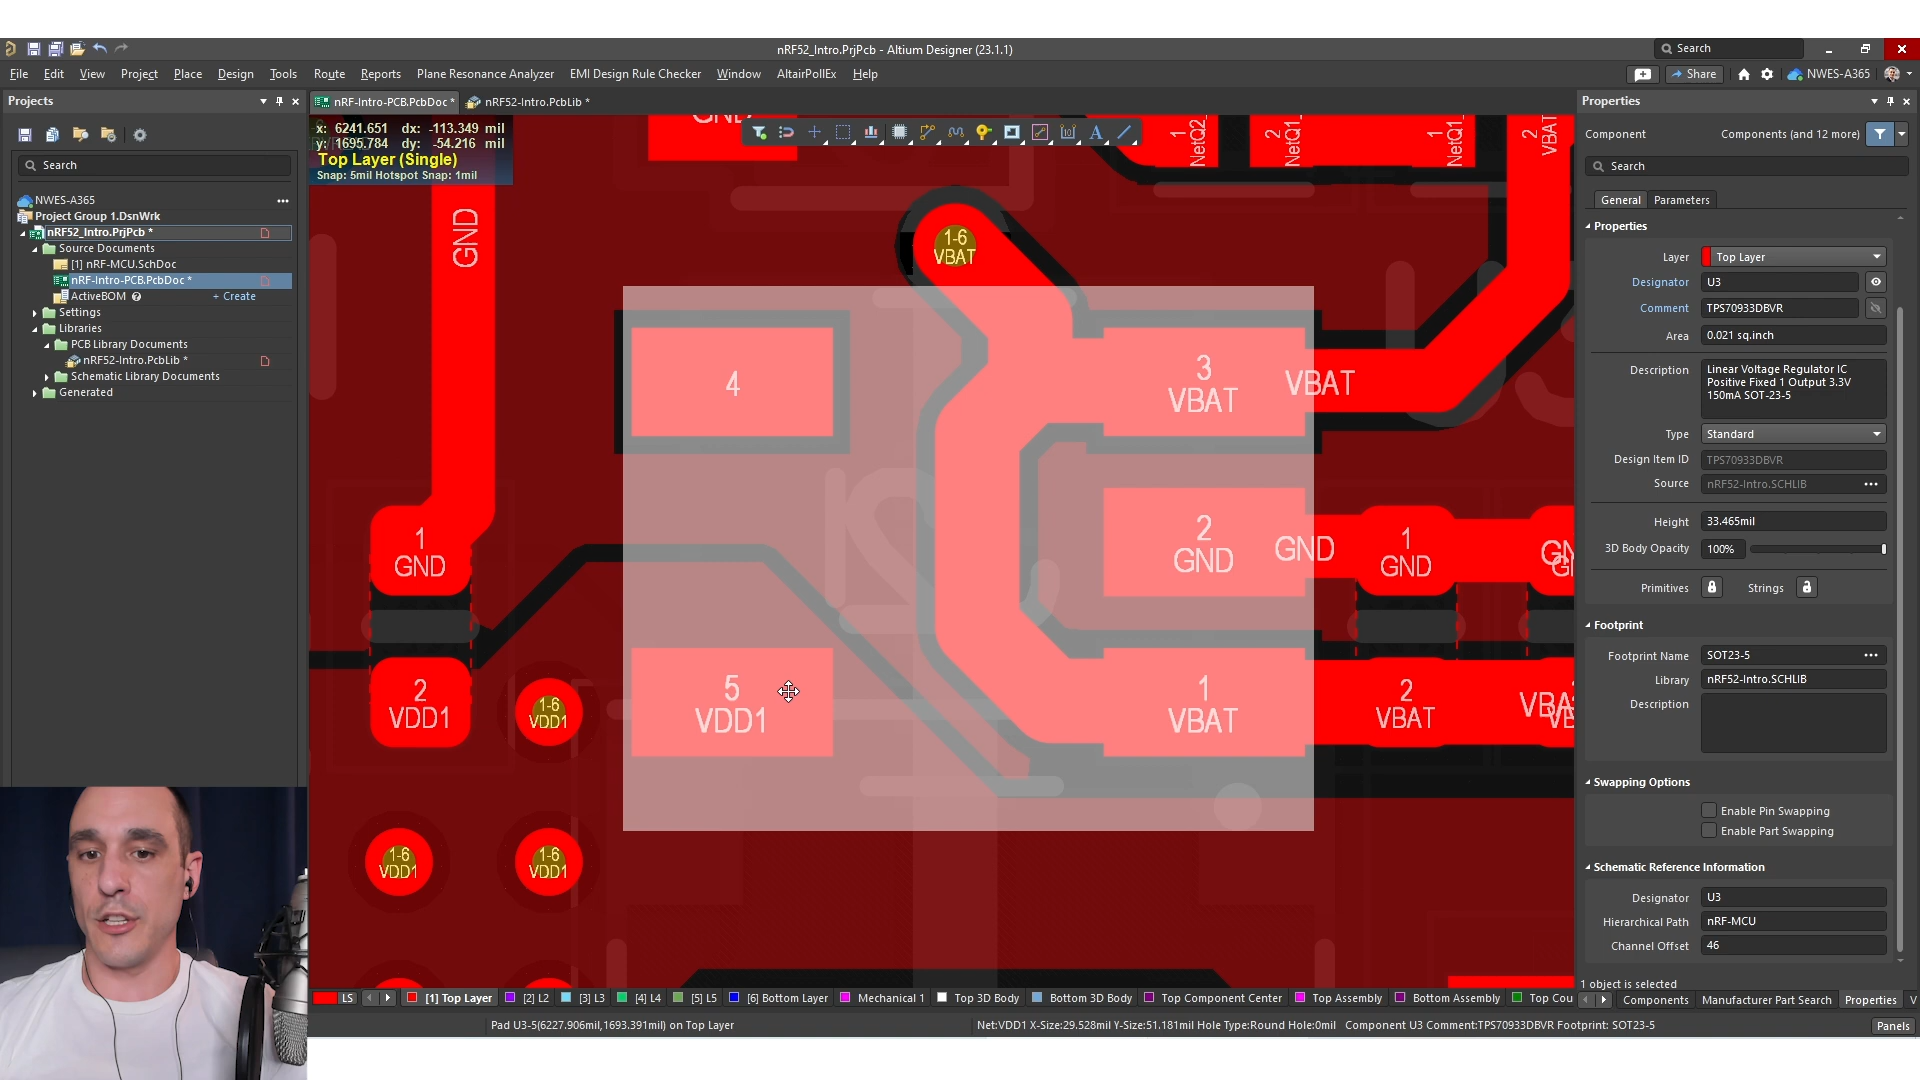 nRF52_Intro.PrjPcb - Altium Designer (23.1.1)
Search
File Edit View Project Place Design Tools Route Reports Plane Resonance Analyzer EMI Design Rule Checker Window AltairPollEx Help
Share
NWES-A365
Projects
nRF-Intro-PCB.PcbDoc *
nRF52-Intro.PcbLib *
Properties
x: 6241.651 dx: -113.349 mil
y: 1695.784 dy: -54.216 mil
Top Layer (Single)
Snap: 5mil Hotspot Snap: 1mil
Search
NWES-A365
Project Group 1.DsnWrk
nRF52_Intro.PrjPcb *
Source Documents
[1] nRF-MCU.SchDoc
nRF-Intro-PCB.PcbDoc *
ActiveBOM
+ Create
Settings
Libraries
PCB Library Documents
nRF52-Intro.PcbLib *
Schematic Library Documents
Generated
GND
1
NetQ2_
2
NetQ1_
1
NetQ1_
2
VBAT
GND
1-6
VBAT
4
3
VBAT
VBAT
1
GND
2
GND
GND
1
GND
GND
2
VDD1
1-6
VDD1
5
VDD1
1
VBAT
2
VBAT
1-6
VDD1
1-6
VDD1
Component
Components (and 12 more)
Search
General
Parameters
Properties
Layer
Top Layer
Designator
U3
Comment
TPS70933DBVR
Area
0.021 sq.inch
Description
Linear Voltage Regulator IC
Positive Fixed 1 Output 3.3V
150mA SOT-23-5
Type
Standard
Design Item ID
TPS70933DBVR
Source
nRF52-Intro.SCHLIB
Height
33.465mil
3D Body Opacity
100%
Primitives
Strings
Footprint
Footprint Name
SOT23-5
Library
nRF52-Intro.SCHLIB
Description
Swapping Options
Enable Pin Swapping
Enable Part Swapping
Schematic Reference Information
Designator
U3
Hierarchical Path
nRF-MCU
Channel Offset
46
1 object is selected
LS
[1] Top Layer
[2] L2
[3] L3
[4] L4
[5] L5
[6] Bottom Layer
Mechanical 1
Top 3D Body
Bottom 3D Body
Top Component Center
Top Assembly
Bottom Assembly
Top Cou
Components
Manufacturer Part Search
Properties
V
Pad U3-5(6227.906mil,1693.391mil) on Top Layer
Net:VDD1 X-Size:29.528mil Y-Size:51.181mil Hole Type:Round Hole:0mil Component U3 Comment:TPS70933DBVR Footprint: SOT23-5
Panels